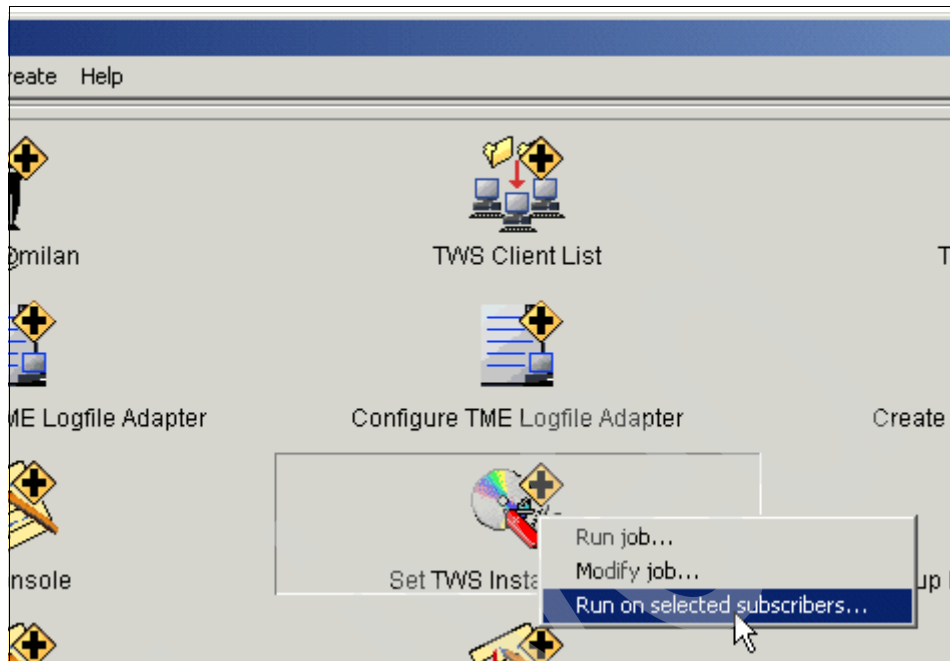 reate Help
@milan
TWS Client List
T
ME Logfile Adapter
Configure TME Logfile Adapter
Create
nsole
Set TWS Insta
up
Run job...
Modify job...
Run on selected subscribers...